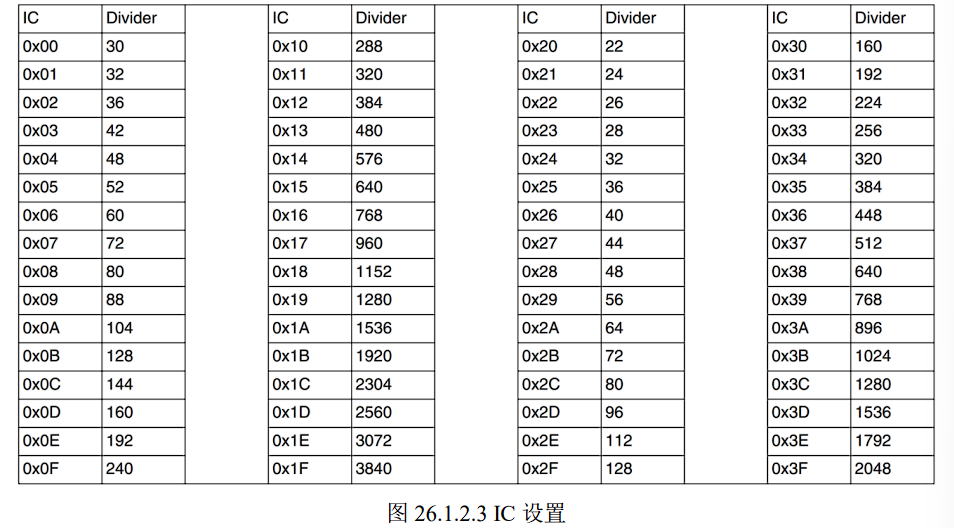 IC Divider IC Divider IC Divider IC Divider
0x00 30 0x10 288 0x20 22 0x30 160
0x01 32 0x11 320 0x21 24 0x31 192
0x02 36 0x12 384 0x22 26 0x32 224
0x03 42 0x13 480 0x23 28 0x33 256
0x04 48 0x14 576 0x24 32 0x34 320
0x05 52 0x15 640 0x25 36 0x35 384
0x06 60 0x16 768 0x26 40 0x36 448
0x07 72 0x17 960 0x27 44 0x37 512
0x08 80 0x18 1152 0x28 48 0x38 640
0x09 88 0x19 1280 0x29 56 0x39 768
0x0A 104 0x1A 1536 0x2A 64 0x3A 896
0x0B 128 0x1B 1920 0x2B 72 0x3B 1024
0x0C 144 0x1C 2304 0x2C 80 0x3C 1280
0x0D 160 0x1D 2560 0x2D 96 0x3D 1536
0x0E 192 0x1E 3072 0x2E 112 0x3E 1792
0x0F 240 0x1F 3840 0x2F 128 0x3F 2048
图 26.1.2.3 IC 设置